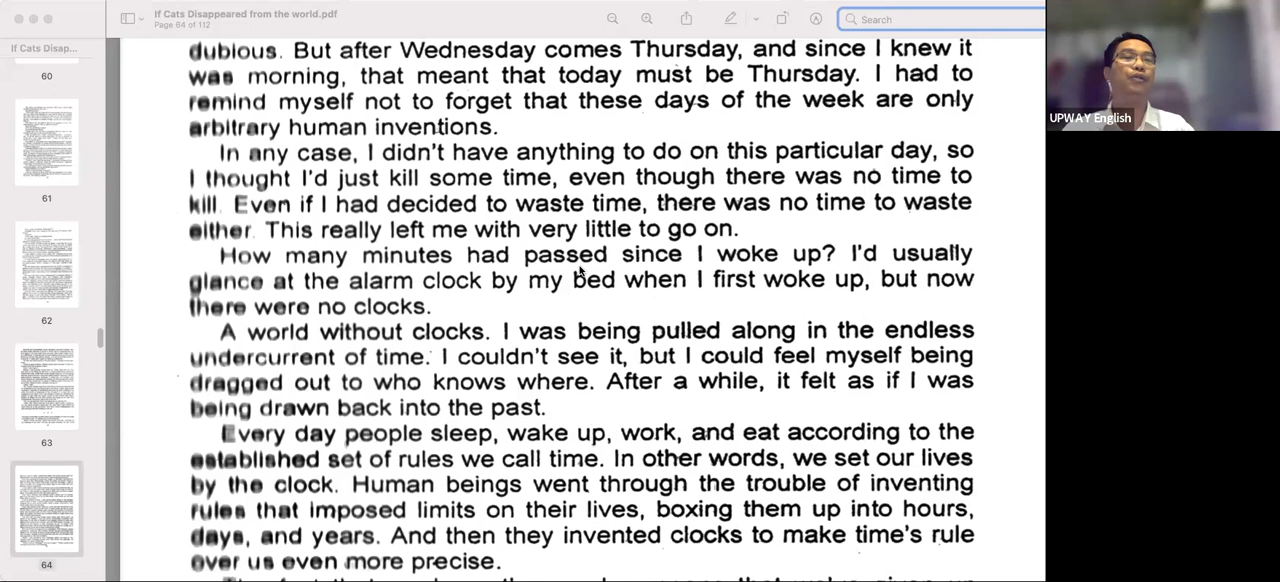 If Cats Disappeared from the world.pdf
Page 64 of 112
Search
If Cats Disap...
60
61
62
63
64
UPWAY English
dubious. But after Wednesday comes Thursday, and since I knew it
was morning, that meant that today must be Thursday. I had to
remind myself not to forget that these days of the week are only
arbitrary human inventions.
In any case, I didn't have anything to do on this particular day, so
I thought I'd just kill some time, even though there was no time to
kill. Even if I had decided to waste time, there was no time to waste
either. This really left me with very little to go on.
How many minutes had passed since I woke up? I'd usually
glance at the alarm clock by my bed when I first woke up, but now
there were no clocks.
A world without clocks. I was being pulled along in the endless
undercurrent of time. I couldn't see it, but I could feel myself being
dragged out to who knows where. After a while, it felt as if I was
being drawn back into the past.
Every day people sleep, wake up, work, and eat according to the
established set of rules we call time. In other words, we set our lives
by the clock. Human beings went through the trouble of inventing
rules that imposed limits on their lives, boxing them up into hours,
days, and years. And then they invented clocks to make time's rule
over us even more precise.